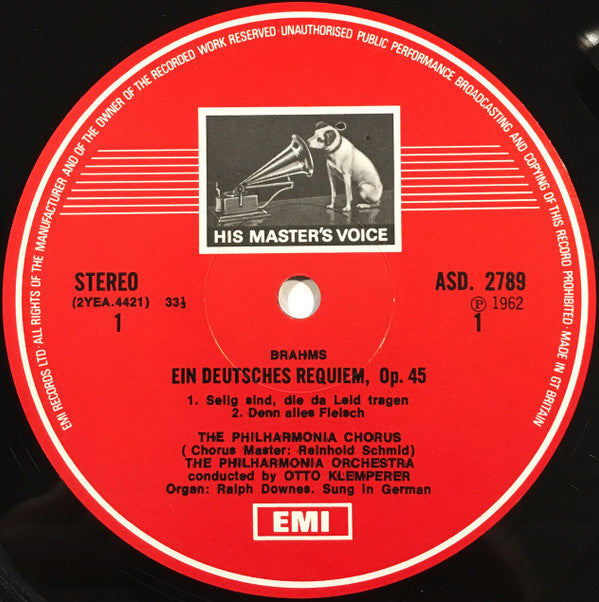 EMI RECORDS LTD·ALL RIGHTS OF THE MANUFACTURER AND OF THE OWNER OF THE RECORDED WORK RESERVED·UNAUTHORISED PUBLIC PERFORMANCE BROADCASTING AND COPYING OF THIS RECORD PROHIBITED·MADE IN GT BRITAIN
HIS MASTER'S VOICE
STEREO
(2YEA.4421) 33⅓
1
ASD. 2789
Ⓟ 1962
1
BRAHMS
EIN DEUTSCHES REQUIEM, Op. 45
1. Selig sind, die da Leid tragen
2. Denn alles Fleisch
THE PHILHARMONIA CHORUS
( Chorus Master: Reinhold Schmid)
THE PHILHARMONIA ORCHESTRA
conducted by OTTO KLEMPERER
Organ: Ralph Downes. Sung in German
EMI